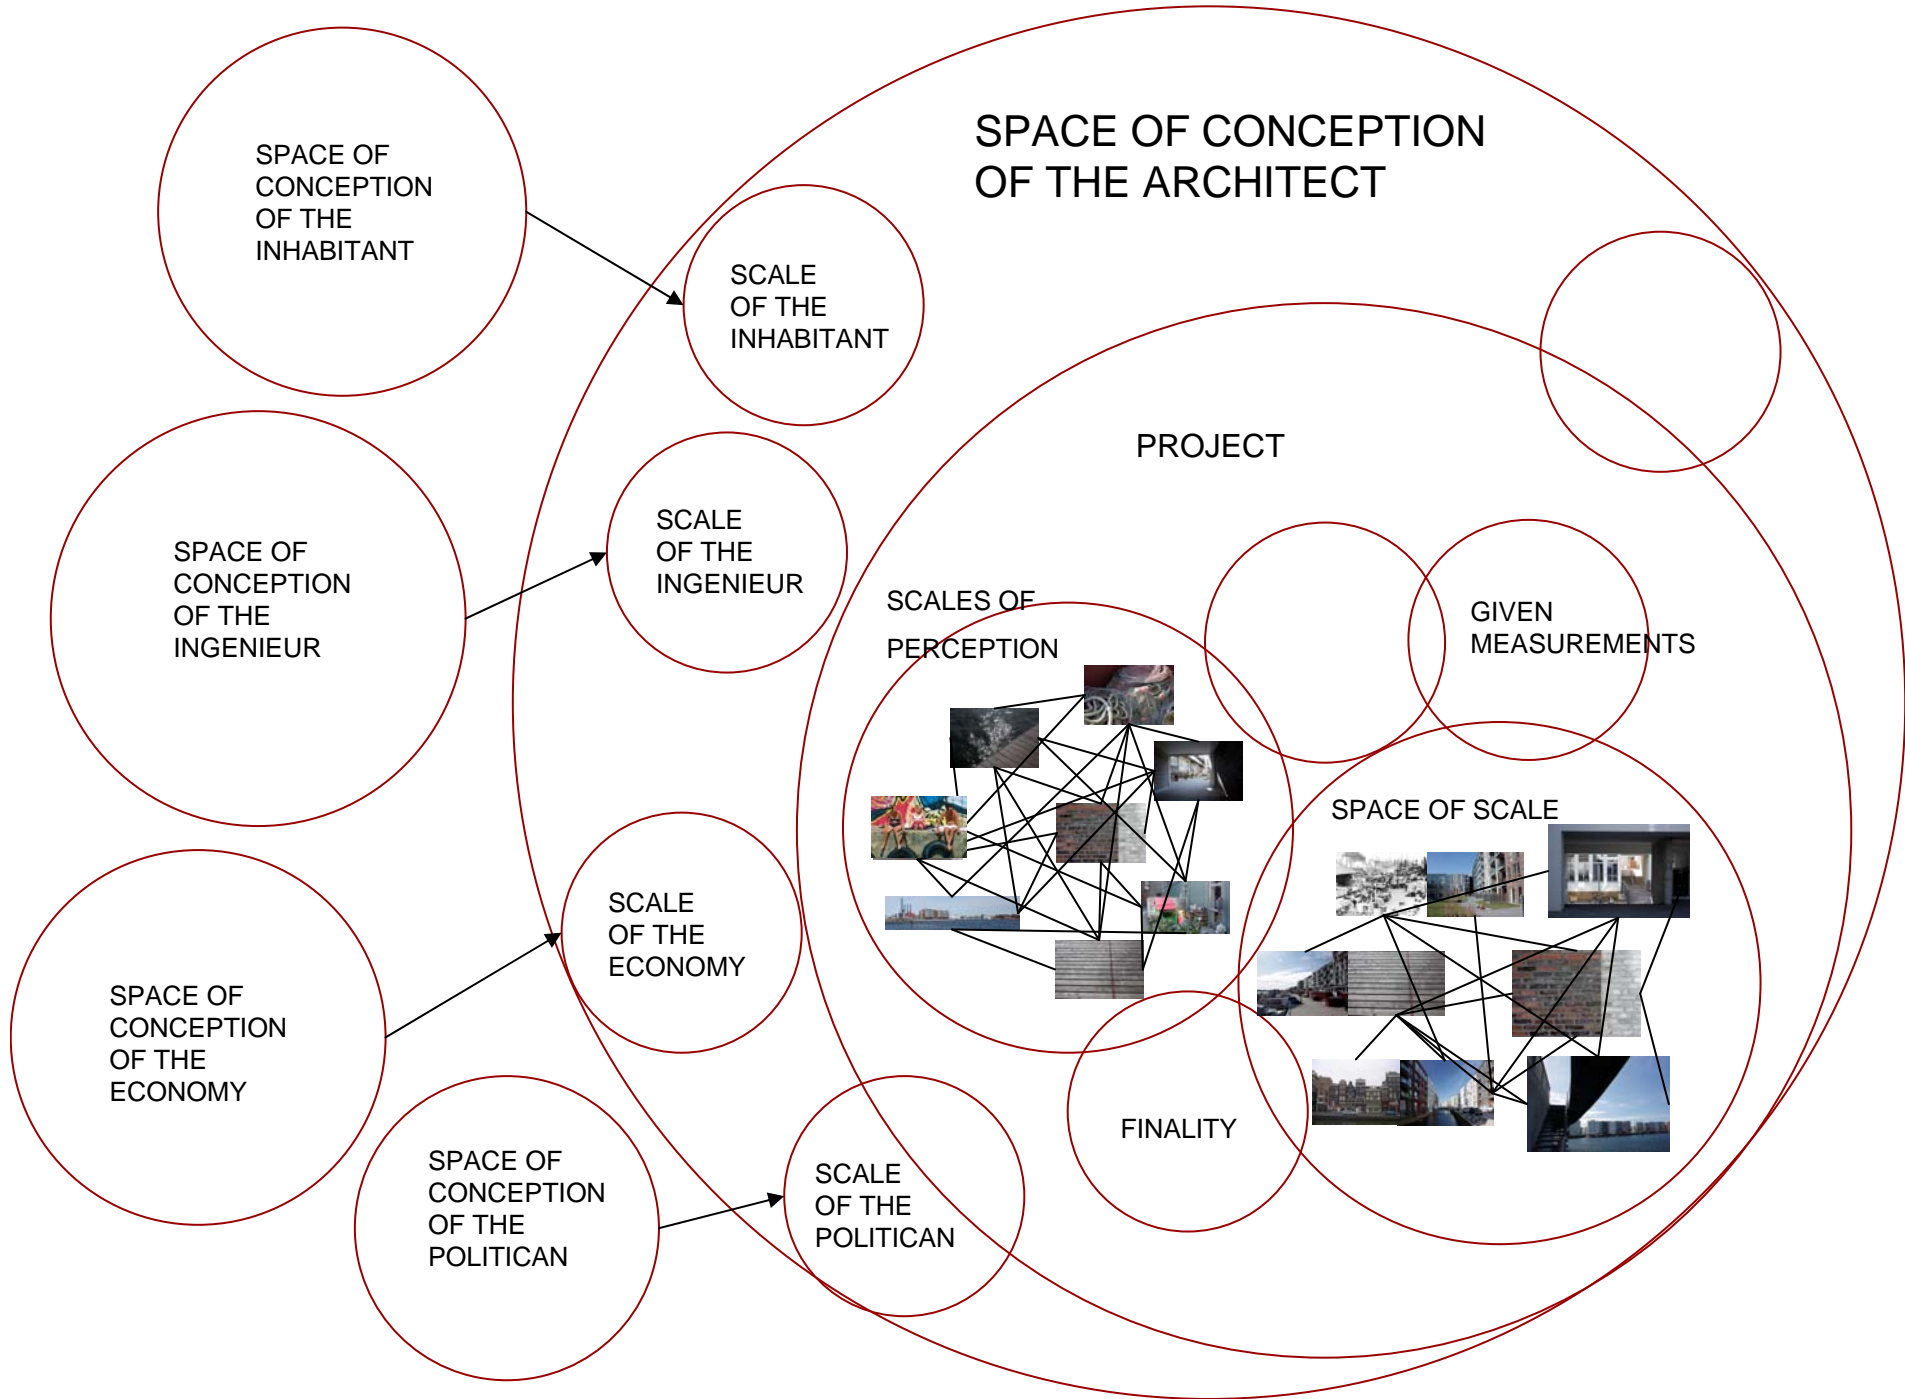 SPACE OF CONCEPTION
OF THE ARCHITECT
SPACE OF
CONCEPTION
OF THE
INHABITANT
SCALE
OF THE
INHABITANT
PROJECT
SPACE OF
CONCEPTION
OF THE
INGENIEUR
SCALE
OF THE
INGENIEUR
SCALES OF
PERCEPTION
GIVEN
MEASUREMENTS
SPACE OF SCALE
SCALE
OF THE
ECONOMY
SPACE OF
CONCEPTION
OF THE
ECONOMY
FINALITY
SPACE OF
CONCEPTION
OF THE
POLITICAN
SCALE
OF THE
POLITICAN